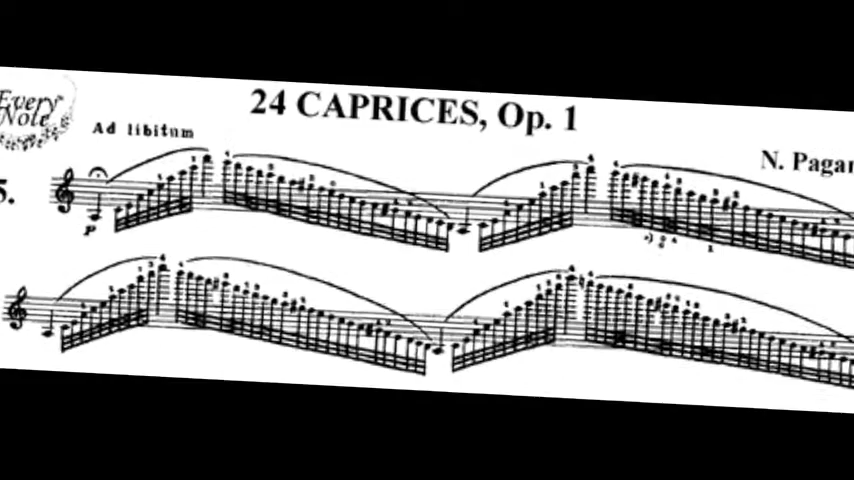 24 CAPRICES, Op. 1
Every
Note
Ad libitum
N. Pagan
5.
P